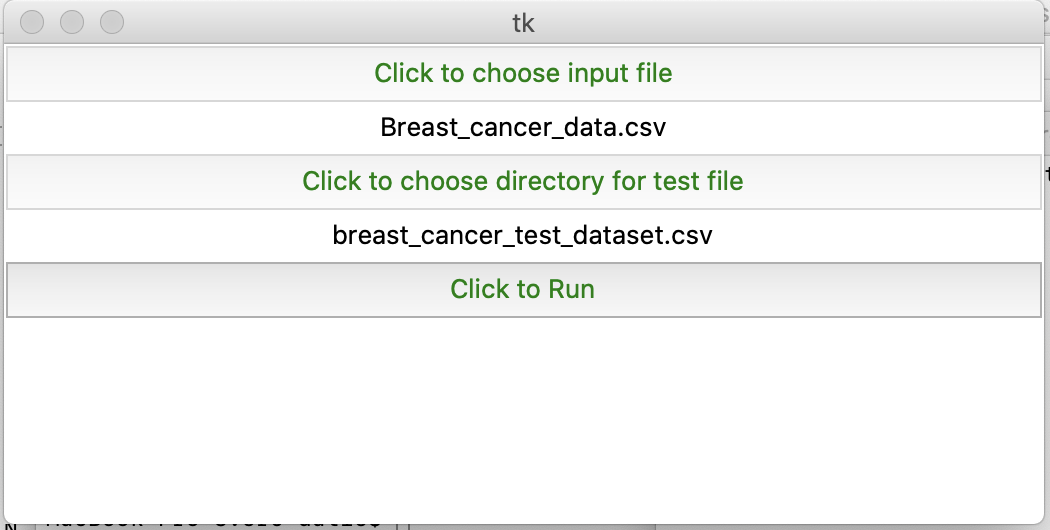 tk
Click to choose input file
Breast_cancer_data.csv
Click to choose directory for test file
breast_cancer_test_dataset.csv
Click to Run